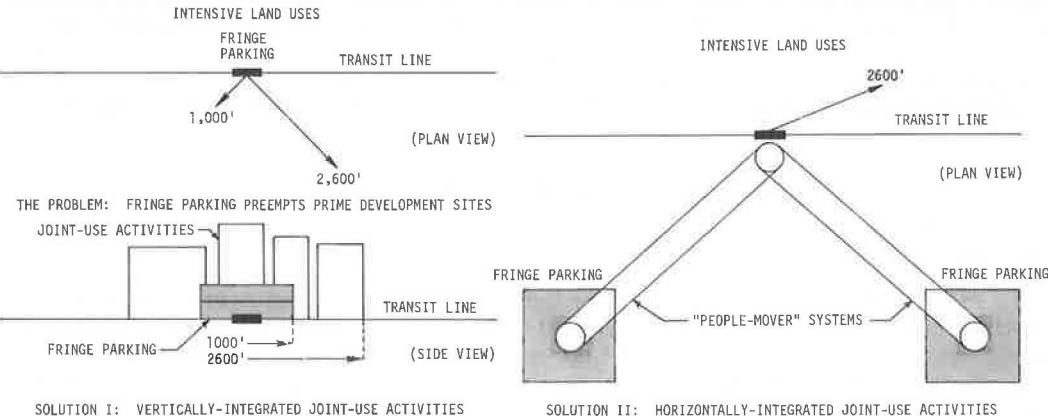 INTENSIVE LAND USES
FRINGE
PARKING
TRANSIT LINE
1,000'
(PLAN VIEW)
2,600'
THE PROBLEM: FRINGE PARKING PREEMPTS PRIME DEVELOPMENT SITES
JOINT-USE ACTIVITIES
TRANSIT LINE
FRINGE PARKING
1000'
2600'
(SIDE VIEW)
SOLUTION I: VERTICALLY-INTEGRATED JOINT-USE ACTIVITIES
INTENSIVE LAND USES
2600'
TRANSIT LINE
(PLAN VIEW)
FRINGE PARKING
FRINGE PARKING
"PEOPLE-MOVER" SYSTEMS
SOLUTION II: HORIZONTALLY-INTEGRATED JOINT-USE ACTIVITIES